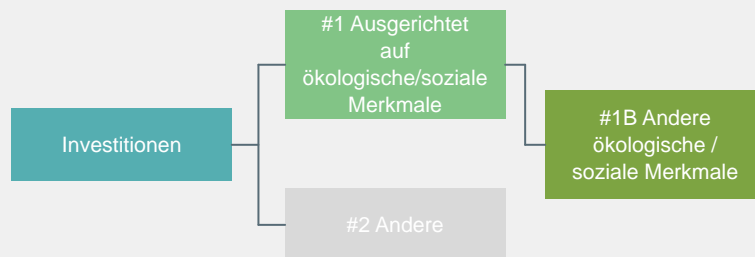 Investitionen
#1 Ausgerichtet
auf
ökologische/soziale
Merkmale
#1B Andere
ökologische /
soziale Merkmale
#2 Andere